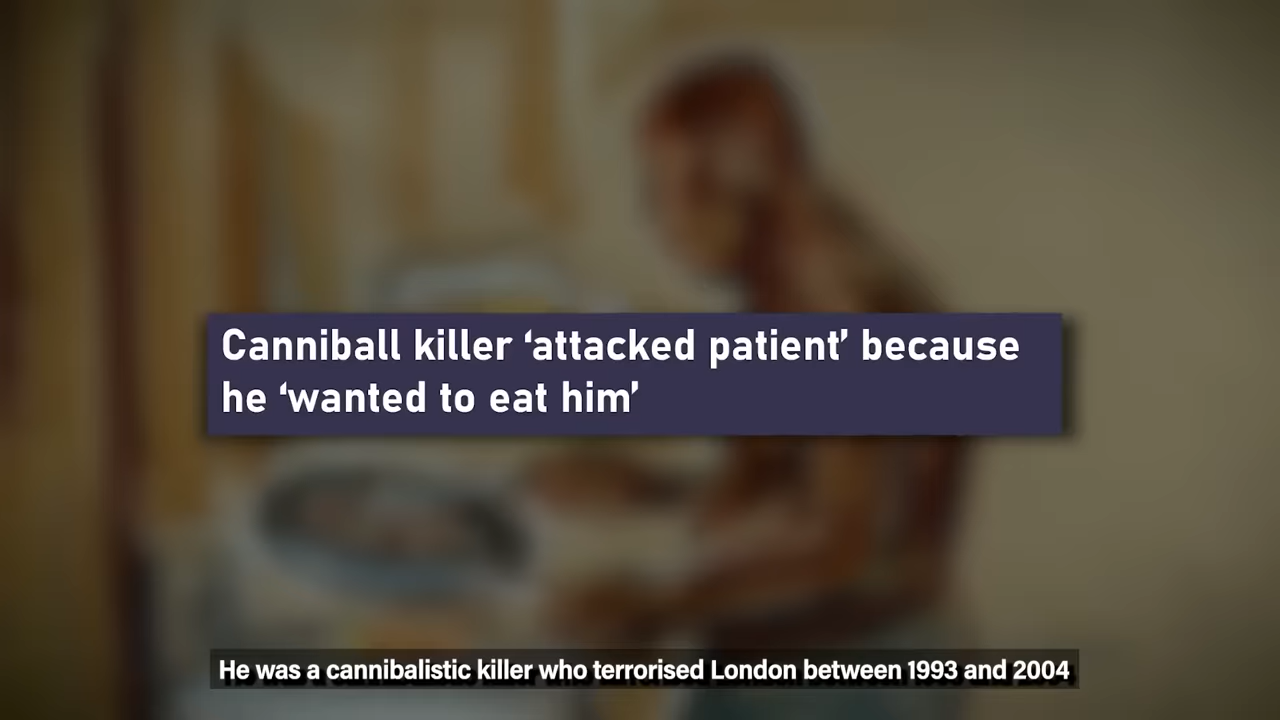 Canniball killer ‘attacked patient’ because
he ‘wanted to eat him’
He was a cannibalistic killer who terrorised London between 1993 and 2004